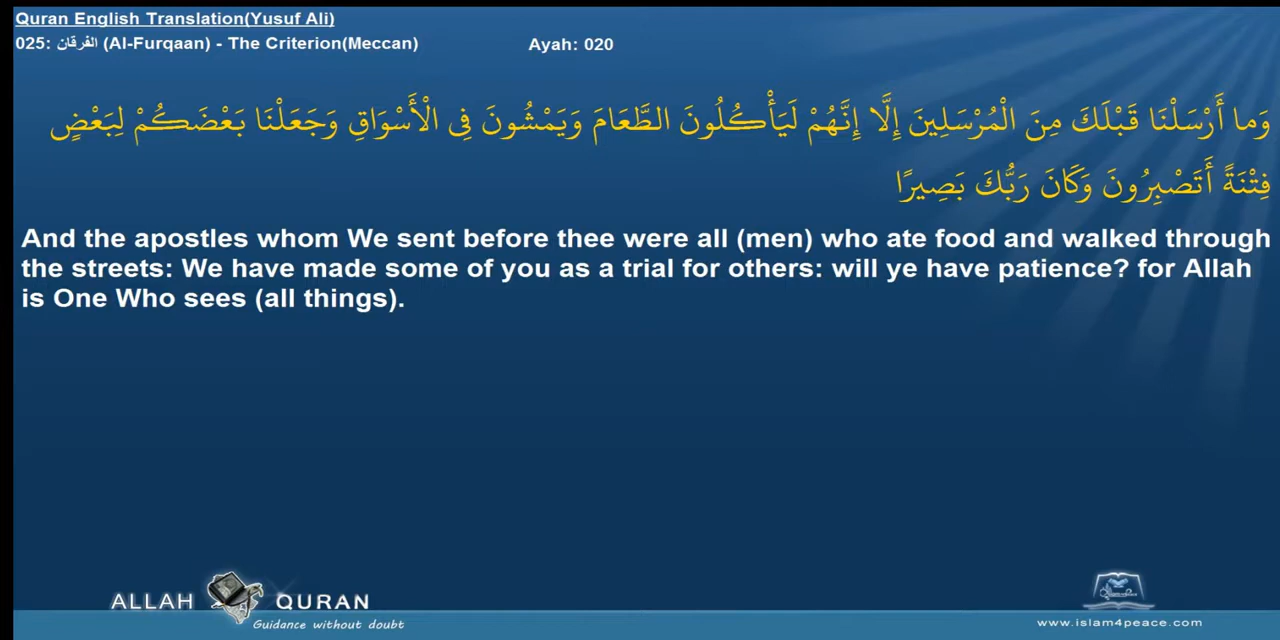 Quran English Translation(Yusuf Ali)
025: الفرقان (Al-Furqaan) - The Criterion(Meccan) Ayah: 020
وَما أَرْسَلْنَا قَبْلَكَ مِنَ الْمُرْسَلِينَ إِلَّا إِنَّهُمْ لَيَأْكُلُونَ الطَّعَامَ وَيَمْشُونَ فِي الْأَسْوَاقِ وَجَعَلْنَا بَعْضَكُمْ لِبَعْضٍ
فِتْنَةً أَتَصْبِرُونَ وَكَانَ رَبُّكَ بَصِيرًا
And the apostles whom We sent before thee were all (men) who ate food and walked through
the streets: We have made some of you as a trial for others: will ye have patience? for Allah
is One Who sees (all things).
ALLAH QURAN
Guidance without doubt
www.islam4peace.com